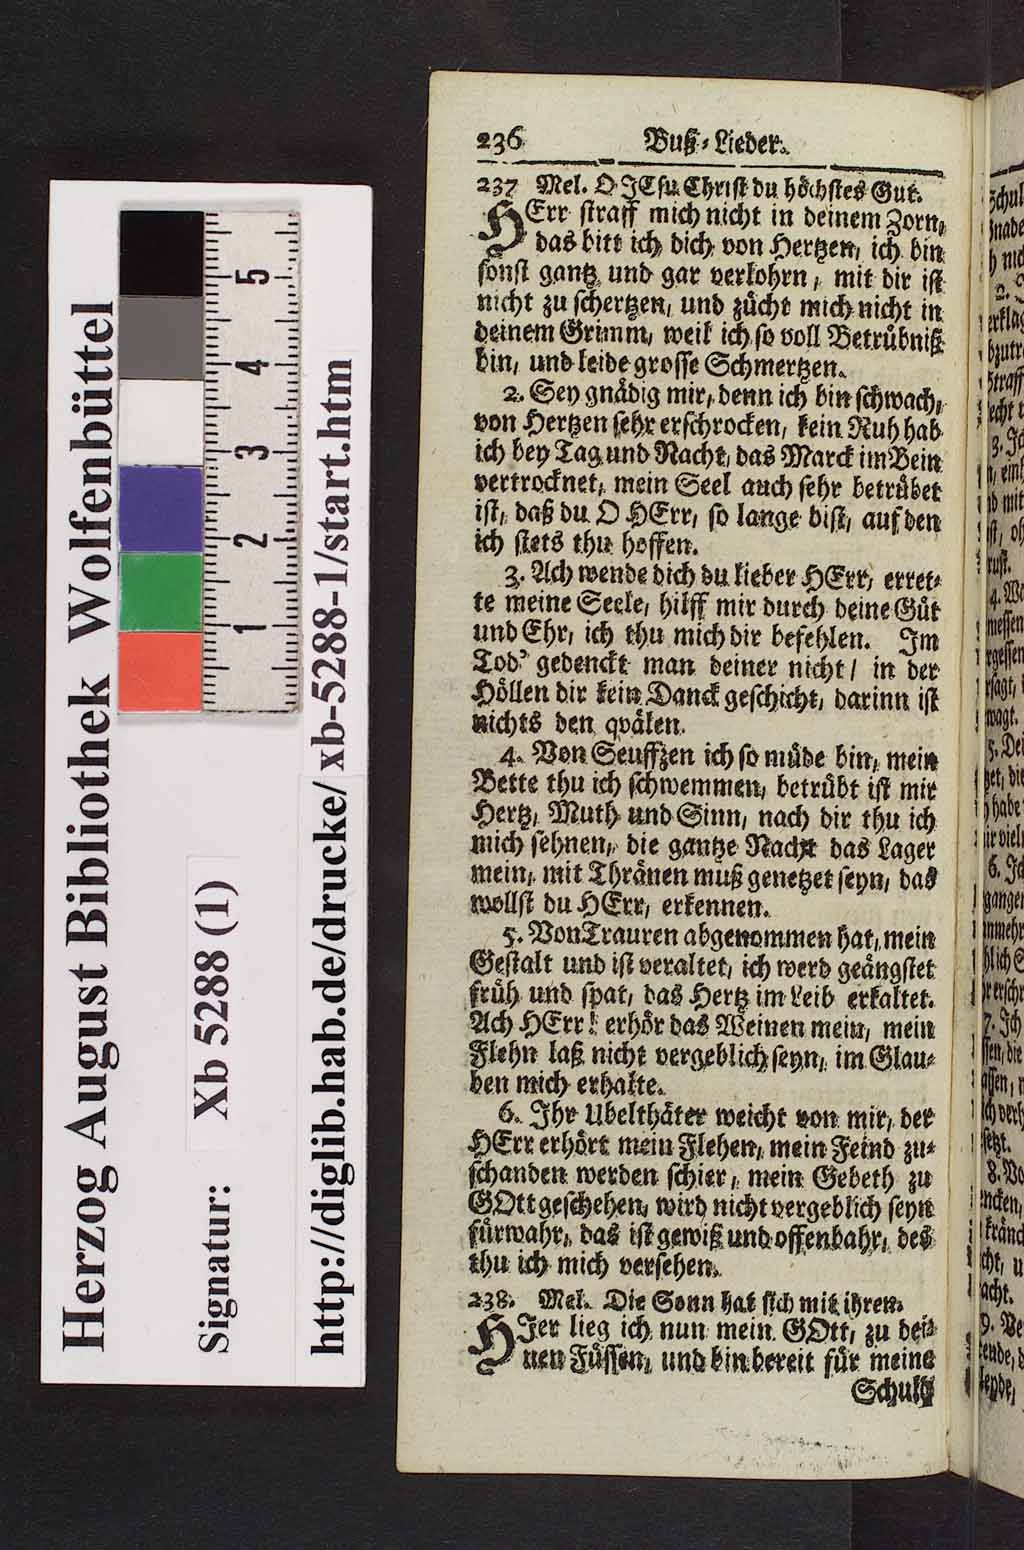 Herzog August Bibliothek Wolfenbüttel
Signatur: Xb 5288 (1)
http://diglib.hab.de/drucke/xb-5288-1/start.htm
1 2 3 4 5
236 Buß-Lieder.
237 Mel. O JEsu Christ du höchstes Gut.
HErr straff mich nicht in deinem Zorn,
das bitt ich dich von Hertzen, ich bin
sonst gantz und gar verlohrn, mit dir ist
nicht zu schertzen, und zücht mich nicht in
deinem Grimm, weil ich so voll Betrübniß
bin, und leide grosse Schmertzen.
2. Sey gnädig mir, denn ich bin schwach,
von Hertzen sehr erschrocken, kein Ruh hab
ich bey Tag und Nacht, das Marck im Bein
vertrocknet, mein Seel auch sehr betrübet
ist, daß du O HErr, so lange bist, auf den
ich stets thu hoffen.
3. Ach wende dich du lieber HErr, erret-
te meine Seele, hilff mir durch deine Güt
und Ehr, ich thu mich dir befehlen. Im
Tod gedenckt man deiner nicht / in der
Höllen dir kein Danck geschicht, darinn ist
nichts den qvälen.
4. Von Seuffzen ich so müde bin, mein
Bette thu ich schwemmen, betrübt ist mir
Hertz, Muth und Sinn, nach dir thu ich
mich sehnen, die gantze Nacht das Lager
mein, mit Thränen muß genetzet seyn, das
wollst du HErr, erkennen.
5. Von Trauren abgenommen hat, mein
Gestalt und ist veraltet, ich werd geängstet
früh und spat, das Hertz im Leib erkaltet.
Ach HErr! erhör das Weinen mein, mein
Flehn laß nicht vergeblich seyn, im Glau-
ben mich erhalte.
6. Ihr Ubelthäter weicht von mir, der
HErr erhört mein Flehen, mein Feind zu-
schanden werden schier, mein Gebeth zu
GOtt geschehen, wird nicht vergeblich seyn
fürwahr, das ist gewiß und offenbahr, des
thu ich mich versehen.
238. Mel. Die Sonn hat sich mit ihren.
HJer lieg ich nun mein GOtt, zu dei-
nen Füssen, und bin bereit für meine
Schuld